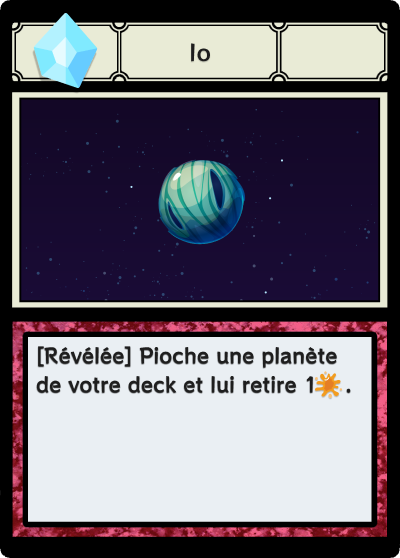 Io
[Révélée] Pioche une planète
de votre deck et lui retire 1 .